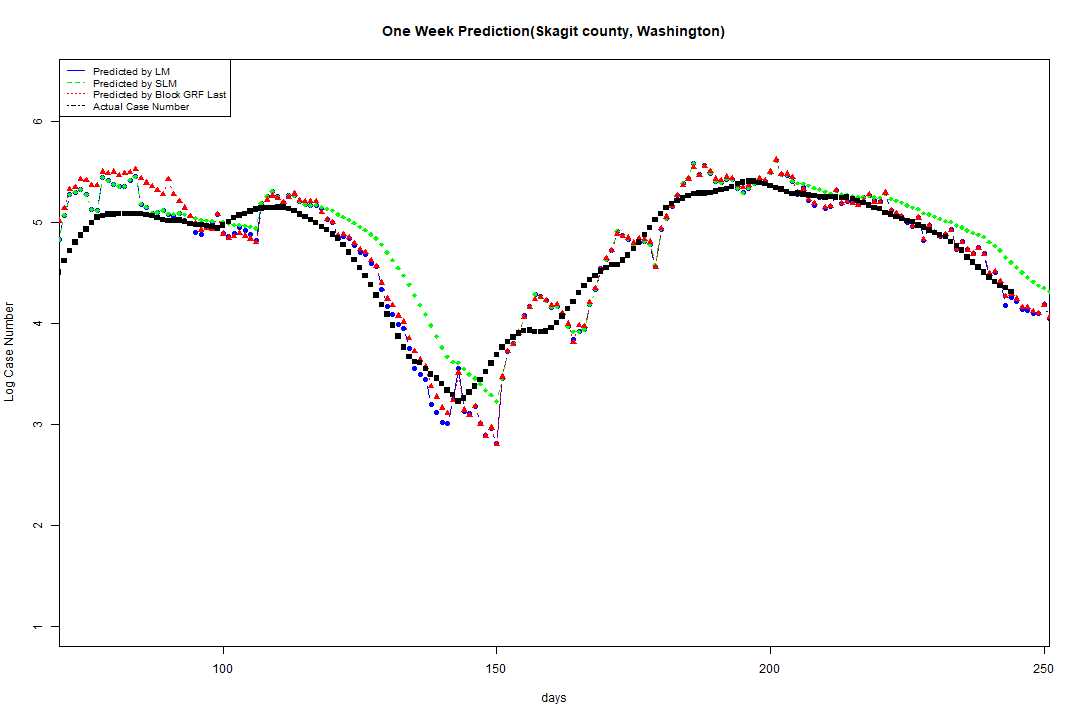 One Week Prediction(Skagit county, Washington)
Predicted by LM
Predicted by SLM
Predicted by Block GRF Last
Actual Case Number
Log Case Number
6
5
4
3
2
1
100 150 200 250
days